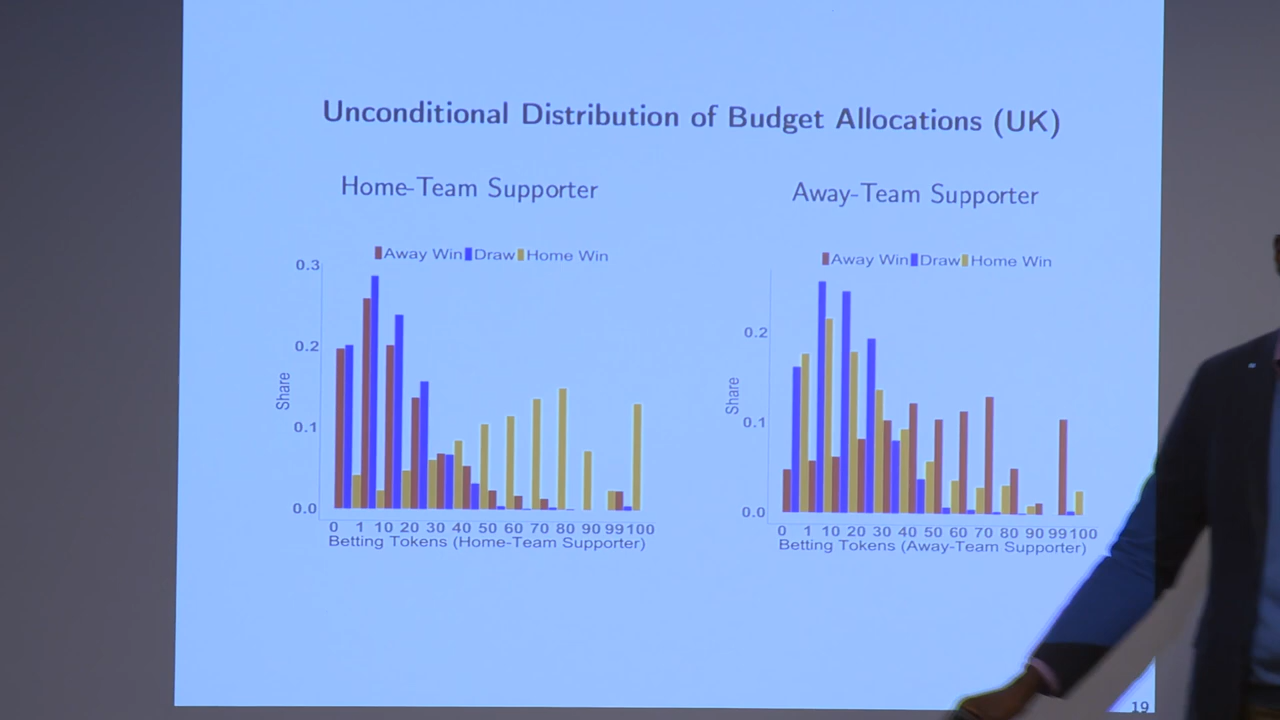 Unconditional Distribution of Budget Allocations (UK)
Home-Team Supporter
Away Win Draw Home Win
0.3
0.2
0.1
0.0
Share
0 1 10 20 30 40 50 60 70 80 90 99 100
Betting Tokens (Home-Team Supporter)
Away-Team Supporter
Away Win Draw Home Win
0.2
0.1
0.0
Share
0 1 10 20 30 40 50 60 70 80 90 99 100
Betting Tokens (Away-Team Supporter)
19